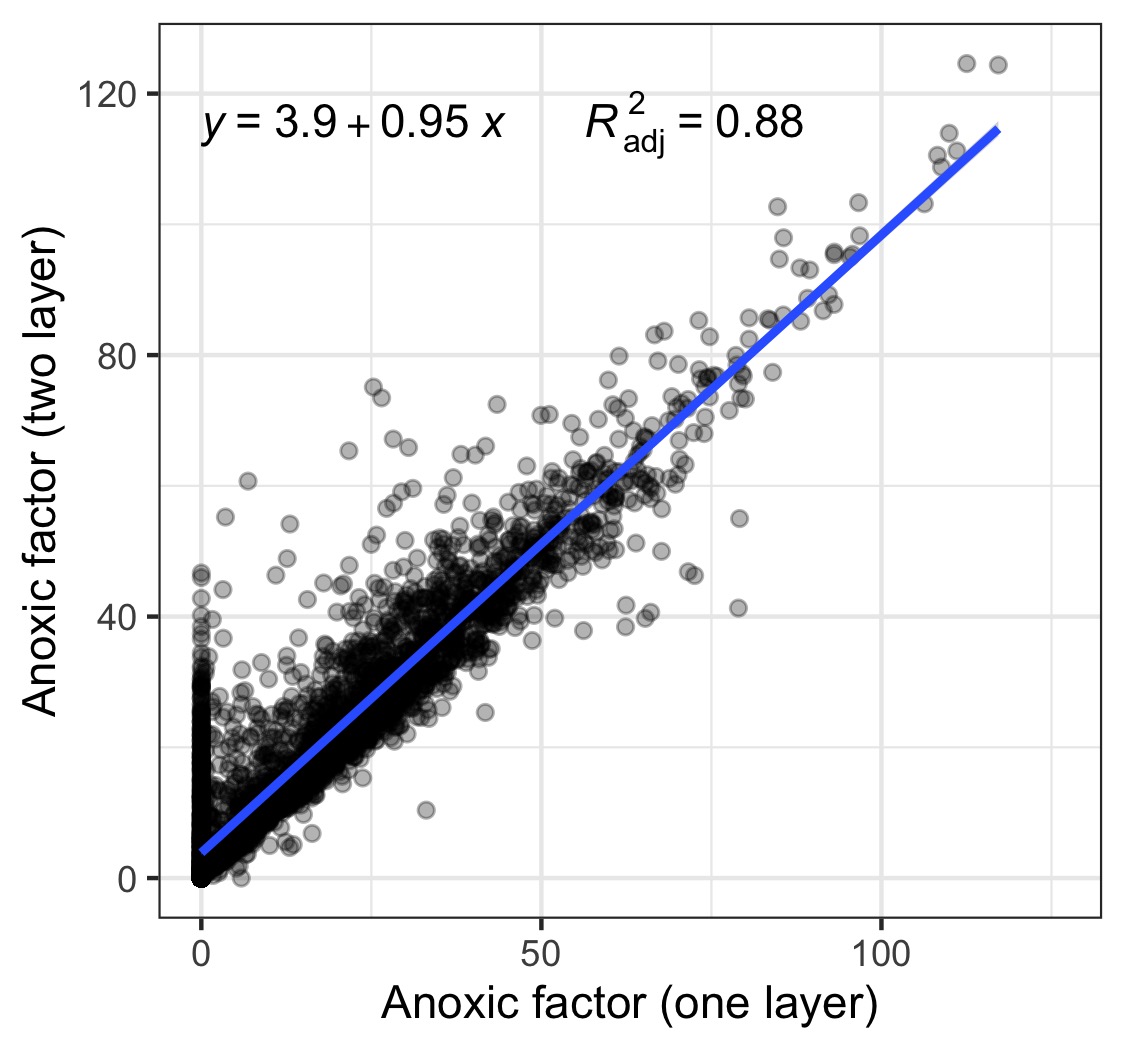 y = 3.9 + 0.95 x R²adj = 0.88
120
80
40
0
0 50 100
Anoxic factor (two layer)
Anoxic factor (one layer)